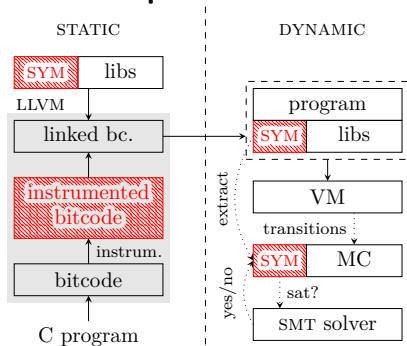 STATIC
DYNAMIC
SYM libs
LLVM
linked bc.
instrumented
bitcode
instrum.
bitcode
C program
program
SYM libs
extract
VM
transitions
SYM MC
yes/no
sat?
SMT solver